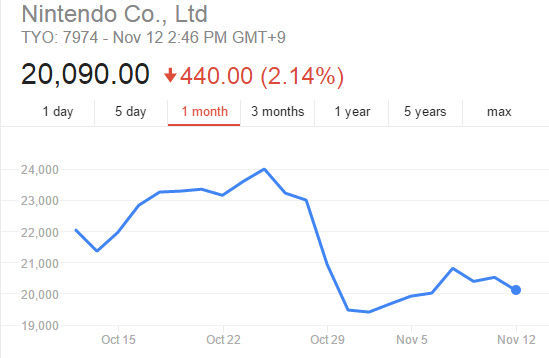 Nintendo Co., Ltd
TYO: 7974 - Nov 12 2:46 PM GMT+9
20,090.00 ↓440.00 (2.14%)
1 day 5 day 1 month 3 months 1 year 5 years max
24,000
23,000
22,000
21,000
20,000
19,000
Oct 15 Oct 22 Oct 29 Nov 5 Nov 12